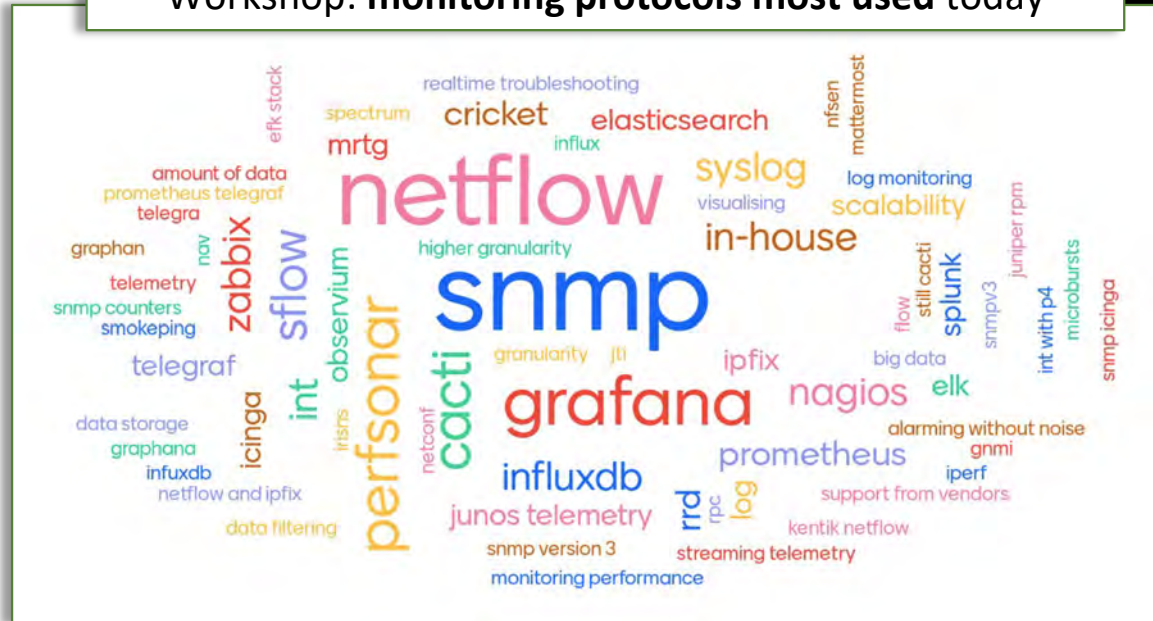 Workshop: monitoring protocols most used today
efk stack
realtime troubleshooting
spectrum
cricket
elasticsearch
nfsen
mattermost
mrtg
influx
amount of data
netflow
syslog
log monitoring
prometheus telegraf
visualising
scalability
telegra
juniper rpm
graphan
nav
zabbix
sflow
observium
higher granularity
in-house
telemetry
snmp
flow
still cacti
splunk
snmpv3
int with p4
microbursts
snmp icinga
snmp counters
smokeping
telegraf
int
perfsonar
cacti
granularity
jti
ipfix
big data
nagios
elk
grafana
data storage
icinga
irisns
netconf
alarming without noise
graphana
prometheus
gnmi
infuxdb
influxdb
iperf
netflow and ipfix
rrd
rpc
log
support from vendors
data filtering
junos telemetry
kentik netflow
snmp version 3
streaming telemetry
monitoring performance